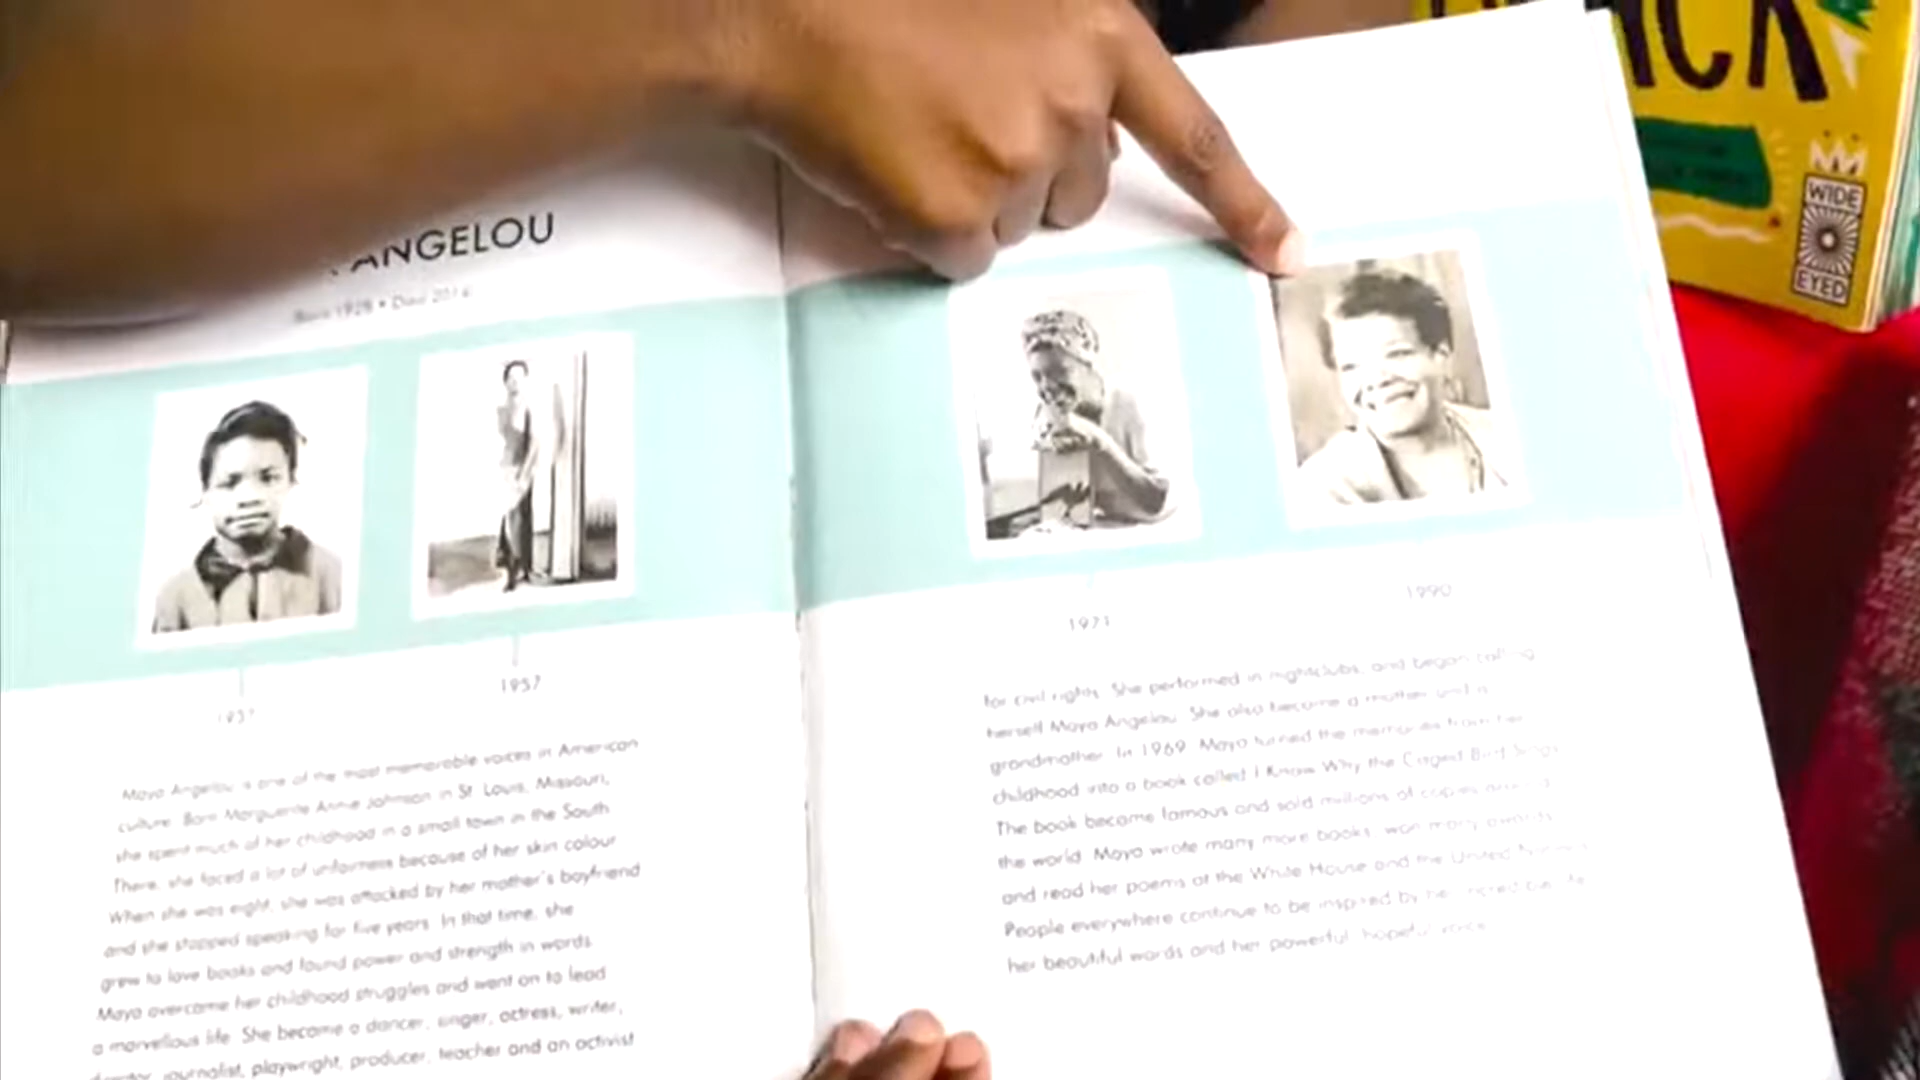 ANGELOU
Born 1928 • Died 2014
1957
1971
1990
Maya Angelou is one of the most memorable voices in American
culture. Born Marguerite Annie Johnson in St. Louis, Missouri,
she spent much of her childhood in a small town in the South
There, she faced a lot of unfairness because of her skin colour
When she was eight, she was attacked by her mother's boyfriend
and she stopped speaking for five years. In that time, she
grew to love books and found power and strength in words
Maya overcame her childhood struggles and went on to lead
a marvellous life. She became a dancer, singer, actress, writer,
journalist, playwright, producer, teacher and an activist
for civil rights. She performed in nightclubs, and began calling
herself Maya Angelou. She also became a mother and a
grandmother. In 1969, Maya turned the memories from her
childhood into a book called I Know Why the Caged Bird Sings
The book became famous and sold millions of copies
the world. Maya wrote many more books, won many awards
and read her poems at the White House and the United Nations
People everywhere continue to be inspired by her incredible life
her beautiful words and her powerful, hopeful voice
WIDE
EYED